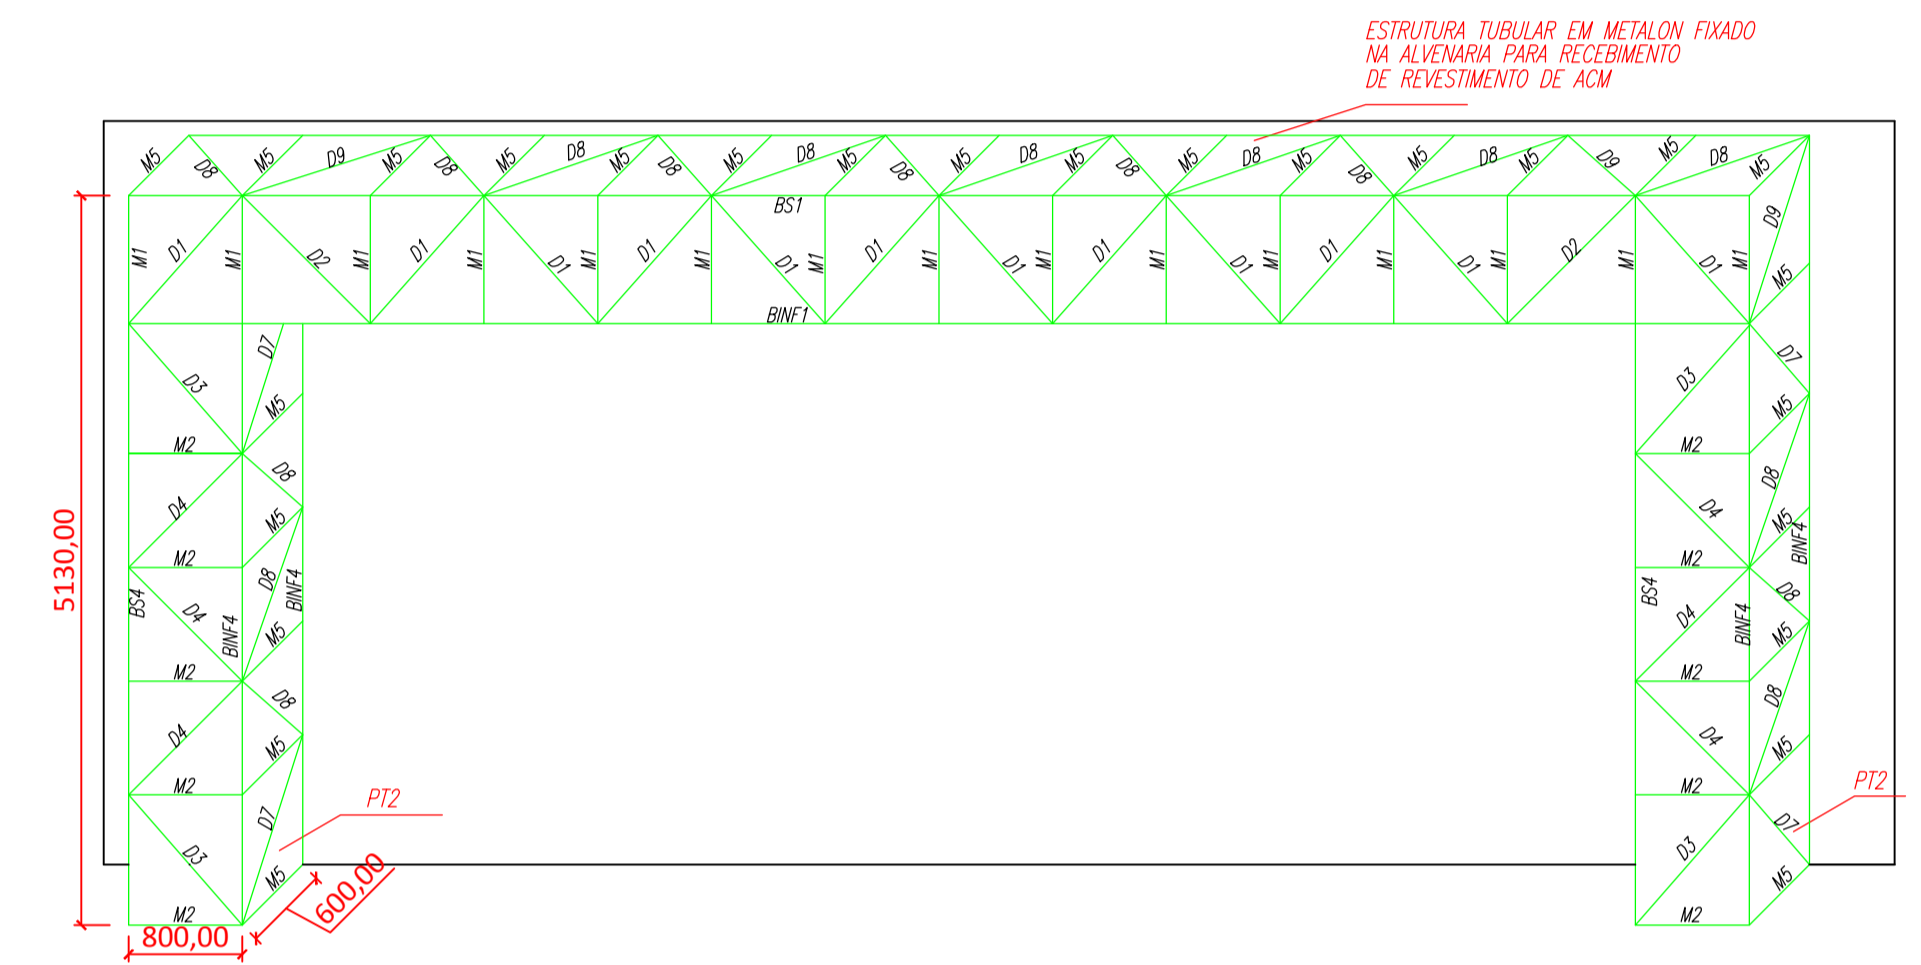 ESTRUTURA TUBULAR EM METALON FIXADO
NA ALVENARIA PARA RECEBIMENTO
DE REVESTIMENTO DE ACM
M5 D8 M5 D9 M5 D8 M5 D8 M5 D8 M5 D8 M5 D8 M5 D8 M5 D8 M5 D8 M5 D8 M5 D8 M5 D9 M5 D8 M5
BS1
M1 D1 M1 D2 M1 D1 M1 D1 M1 D1 M1 D1 M1 D1 M1 D1 M1 D1 M1 D1 M1 D1 M1 D1 M1 D2 M1 D1 M1 D9
M5
BINF1
D3 D7 D3 D7
M5 M5
M2 M2
D8 D8
D4 M5 D4 M5
M2 M2
BS4 D4 BINF4 D8 BINF4 BS4 D4 BINF4 D8 BINF4
M5 M5
M2 M2
D8 D8
D4 M5 D4 M5
M2 M2
PT2 PT2
D3 D7 D3 D7
M5 M5
M2 M2
5130,00
800,00
600,00